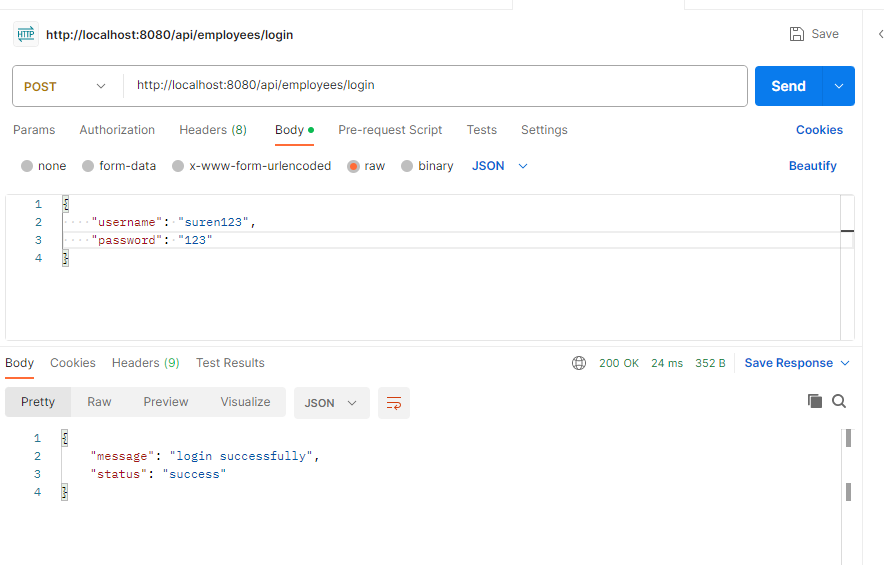 HTTP http://localhost:8080/api/employees/login Save
POST http://localhost:8080/api/employees/login Send
Params Authorization Headers (8) Body Pre-request Script Tests Settings Cookies
none form-data x-www-form-urlencoded raw binary JSON Beautify
1 {
2 "username": "suren123",
3 "password": "123"
4 }
Body Cookies Headers (9) Test Results 200 OK 24 ms 352 B Save Response
Pretty Raw Preview Visualize JSON
1 {
2 "message": "login successfully",
3 "status": "success"
4 }